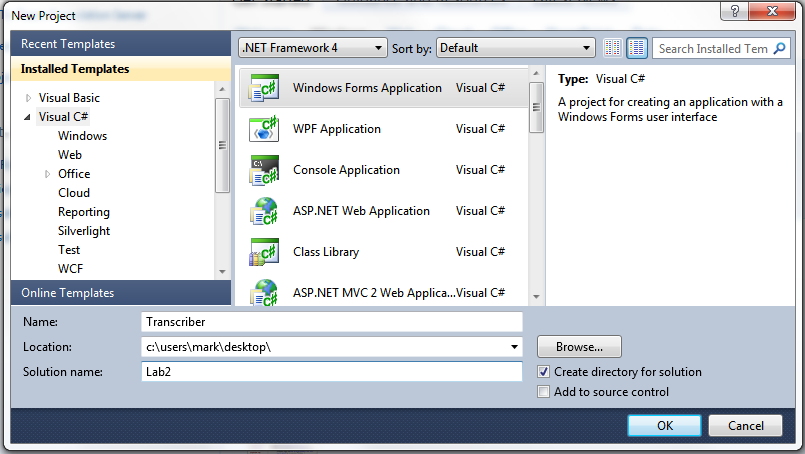 New Project
Recent Templates
Installed Templates
Visual Basic
Visual C#
Windows
Web
Office
Cloud
Reporting
Silverlight
Test
WCF
Online Templates
.NET Framework 4
Sort by: Default
Search Installed Tem
Windows Forms Application Visual C#
WPF Application Visual C#
Console Application Visual C#
ASP.NET Web Application Visual C#
Class Library Visual C#
ASP.NET MVC 2 Web Applica...Visual C#
Type: Visual C#
A project for creating an application with a
Windows Forms user interface
Name: Transcriber
Location: c:\users\mark\desktop\
Browse...
Solution name: Lab2
Create directory for solution
Add to source control
OK Cancel